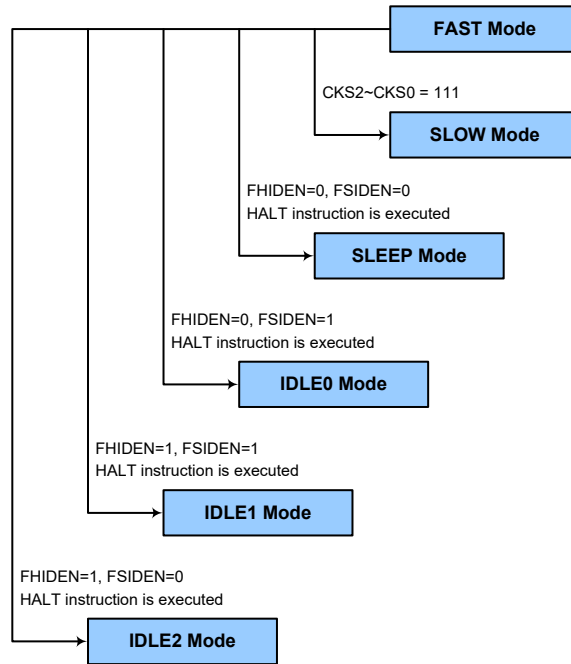 FAST Mode
CKS2~CKS0 = 111
SLOW Mode
FHIDEN=0, FSIDEN=0
HALT instruction is executed
SLEEP Mode
FHIDEN=0, FSIDEN=1
HALT instruction is executed
IDLE0 Mode
FHIDEN=1, FSIDEN=1
HALT instruction is executed
IDLE1 Mode
FHIDEN=1, FSIDEN=0
HALT instruction is executed
IDLE2 Mode